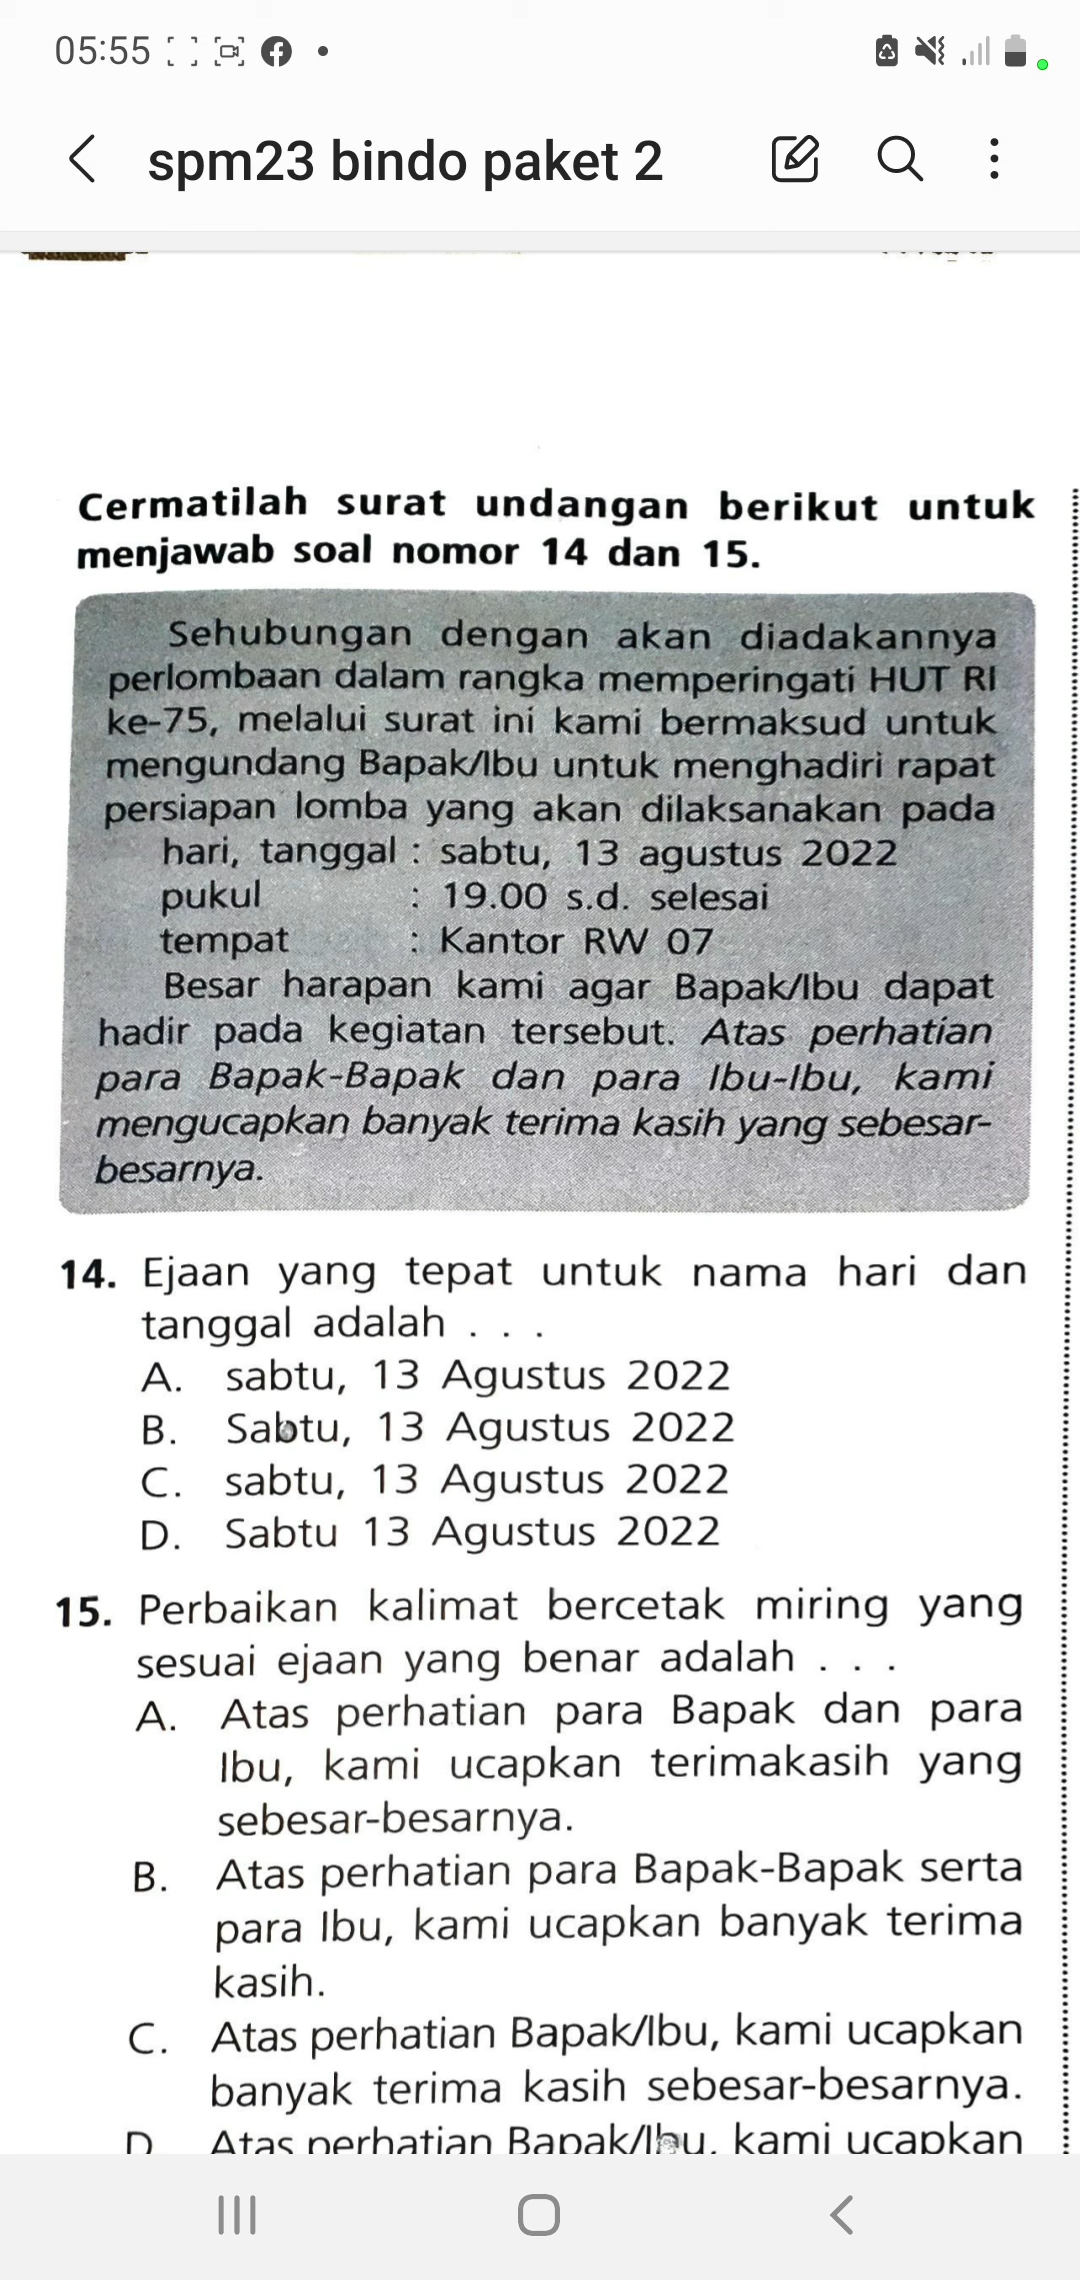 05:55
spm23 bindo paket 2
Cermatilah surat undangan berikut untuk
menjawab soal nomor 14 dan 15.
Sehubungan dengan akan diadakannya
perlombaan dalam rangka memperingati HUT RI
ke-75, melalui surat ini kami bermaksud untuk
mengundang Bapak/Ibu untuk menghadiri rapat
persiapan lomba yang akan dilaksanakan pada
hari, tanggal : sabtu, 13 agustus 2022
pukul : 19.00 s.d. selesai
tempat : Kantor RW 07
Besar harapan kami agar Bapak/Ibu dapat
hadir pada kegiatan tersebut. Atas perhatian
para Bapak-Bapak dan para Ibu-Ibu, kami
mengucapkan banyak terima kasih yang sebesar-
besarnya.
14. Ejaan yang tepat untuk nama hari dan
tanggal adalah . . .
A. sabtu, 13 Agustus 2022
B. Sabtu, 13 Agustus 2022
C. sabtu, 13 Agustus 2022
D. Sabtu 13 Agustus 2022
15. Perbaikan kalimat bercetak miring yang
sesuai ejaan yang benar adalah . . .
A. Atas perhatian para Bapak dan para
Ibu, kami ucapkan terimakasih yang
sebesar-besarnya.
B. Atas perhatian para Bapak-Bapak serta
para Ibu, kami ucapkan banyak terima
kasih.
C. Atas perhatian Bapak/Ibu, kami ucapkan
banyak terima kasih sebesar-besarnya.
D Atas perhatian Bapak/Ibu, kami ucapkan